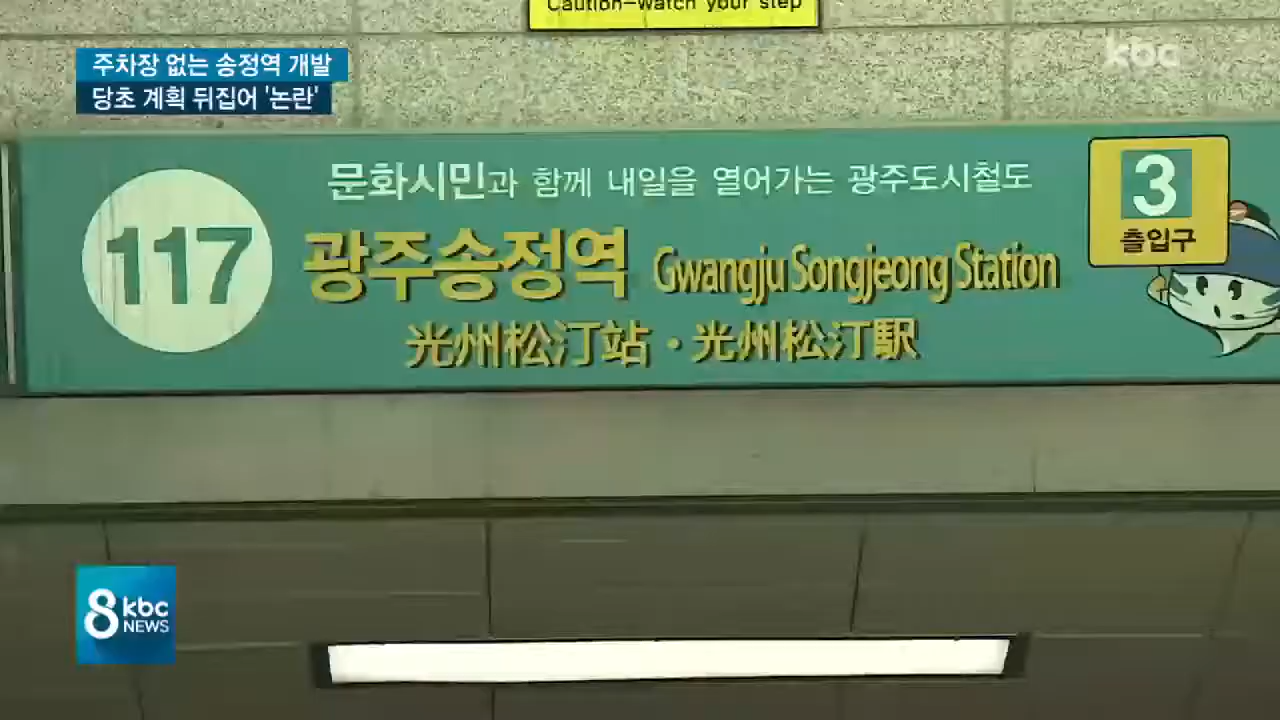 Caution-watch your step
주차장 없는 송정역 개발
당초 계획 뒤집어 '논란'
kbc
117
문화시민과 함께 내일을 열어가는 광주도시철도
광주송정역 Gwangju Songjeong Station
光州松汀站·光州松汀駅
3
출입구
8 kbc
NEWS